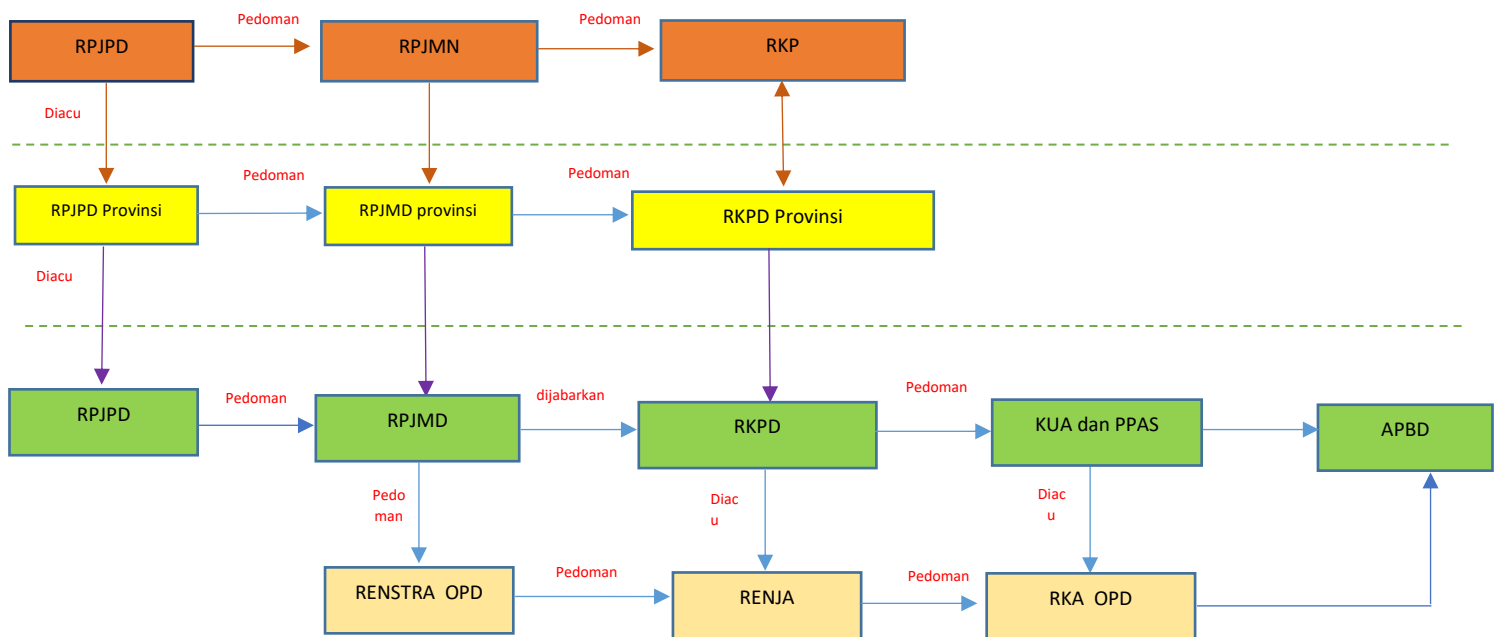 Pedoman
Pedoman
RPJPD
RPJMN
RKP
Diacu
Pedoman
Pedoman
RPJPD Provinsi
RPJMD provinsi
RKPD Provinsi
Diacu
Pedoman
dijabarkan
Pedoman
RPJPD
RPJMD
RKPD
KUA dan PPAS
APBD
Pedo
man
Diac
u
Diac
u
Pedoman
Pedoman
RENSTRA  OPD
RENJA
RKA  OPD